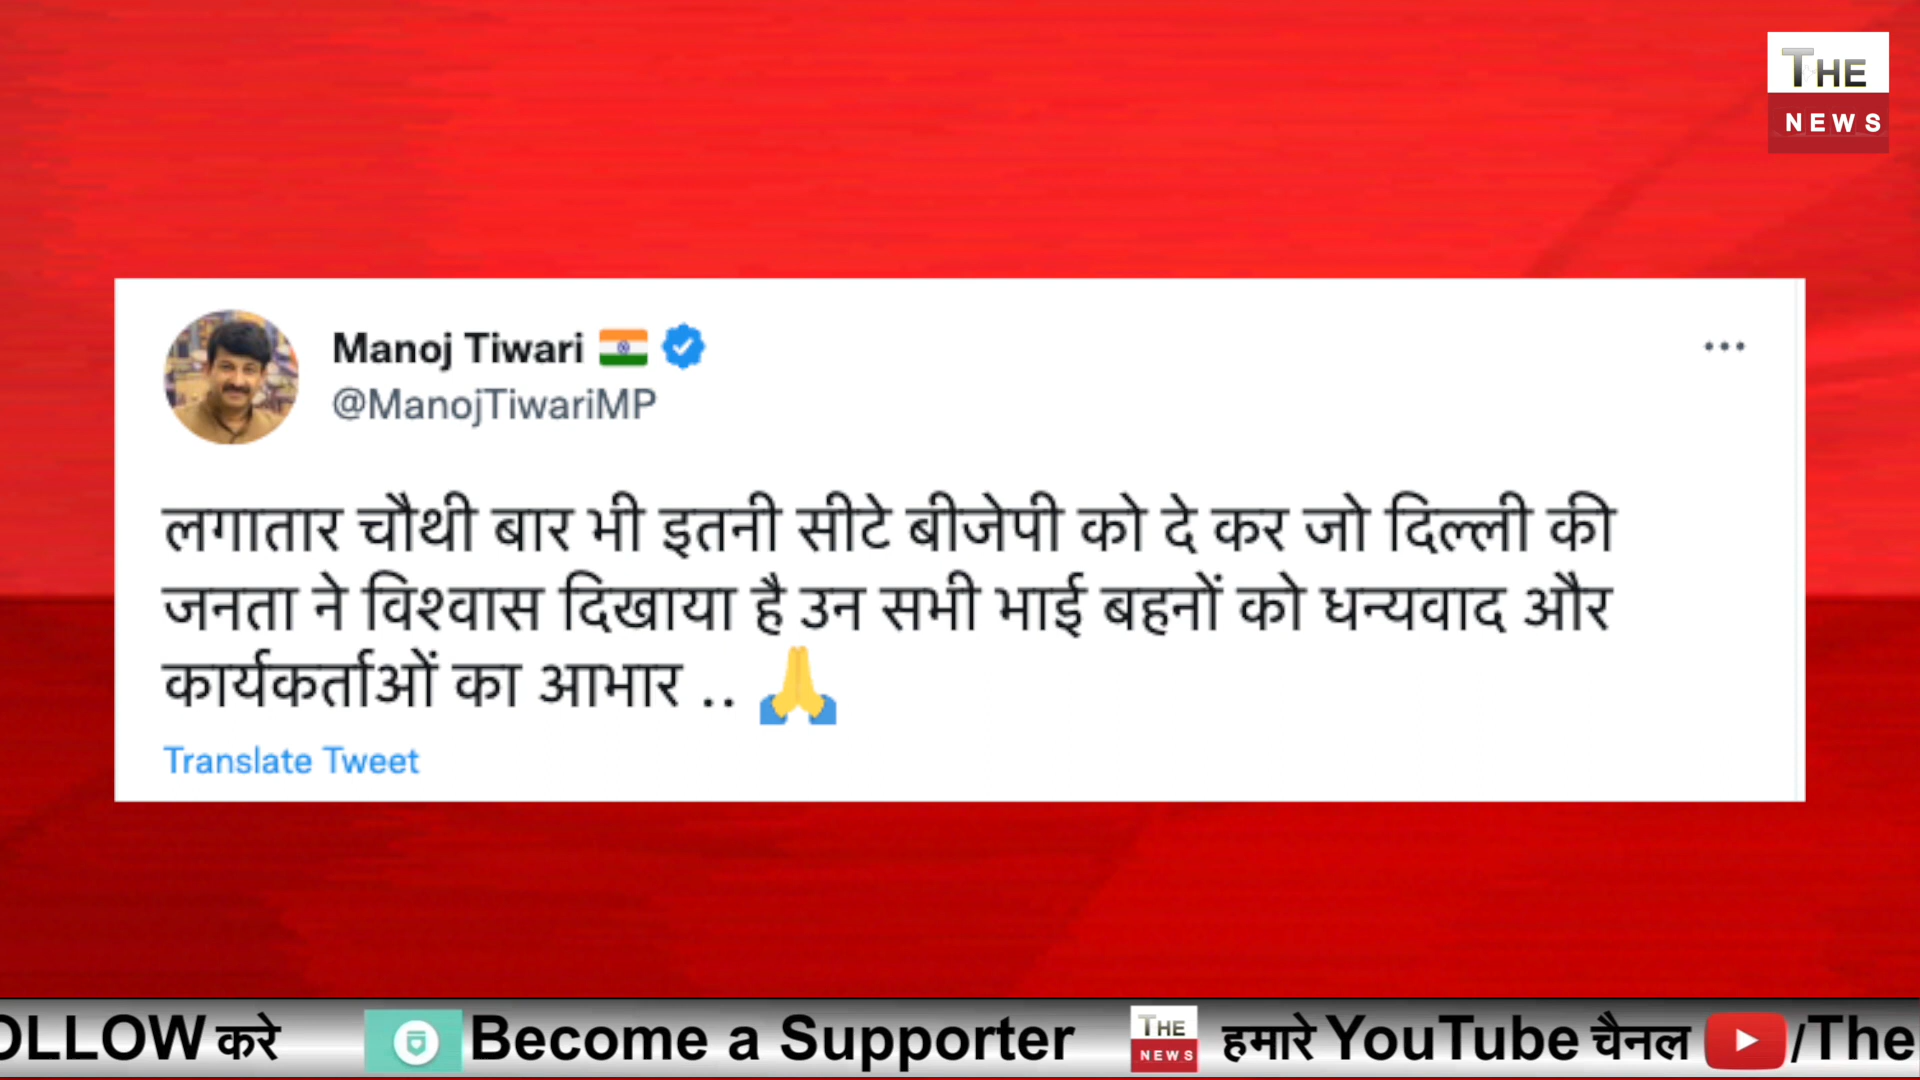 THE
NEWS
Manoj Tiwari 🇮🇳
@ManojTiwariMP
लगातार चौथी बार भी इतनी सीटे बीजेपी को दे कर जो दिल्ली की
जनता ने विश्वास दिखाया है उन सभी भाई बहनों को धन्यवाद और
कार्यकर्ताओं का आभार .. 🙏
Translate Tweet
OLLOW करे Become a Supporter THE NEWS हमारे YouTube चैनल /The